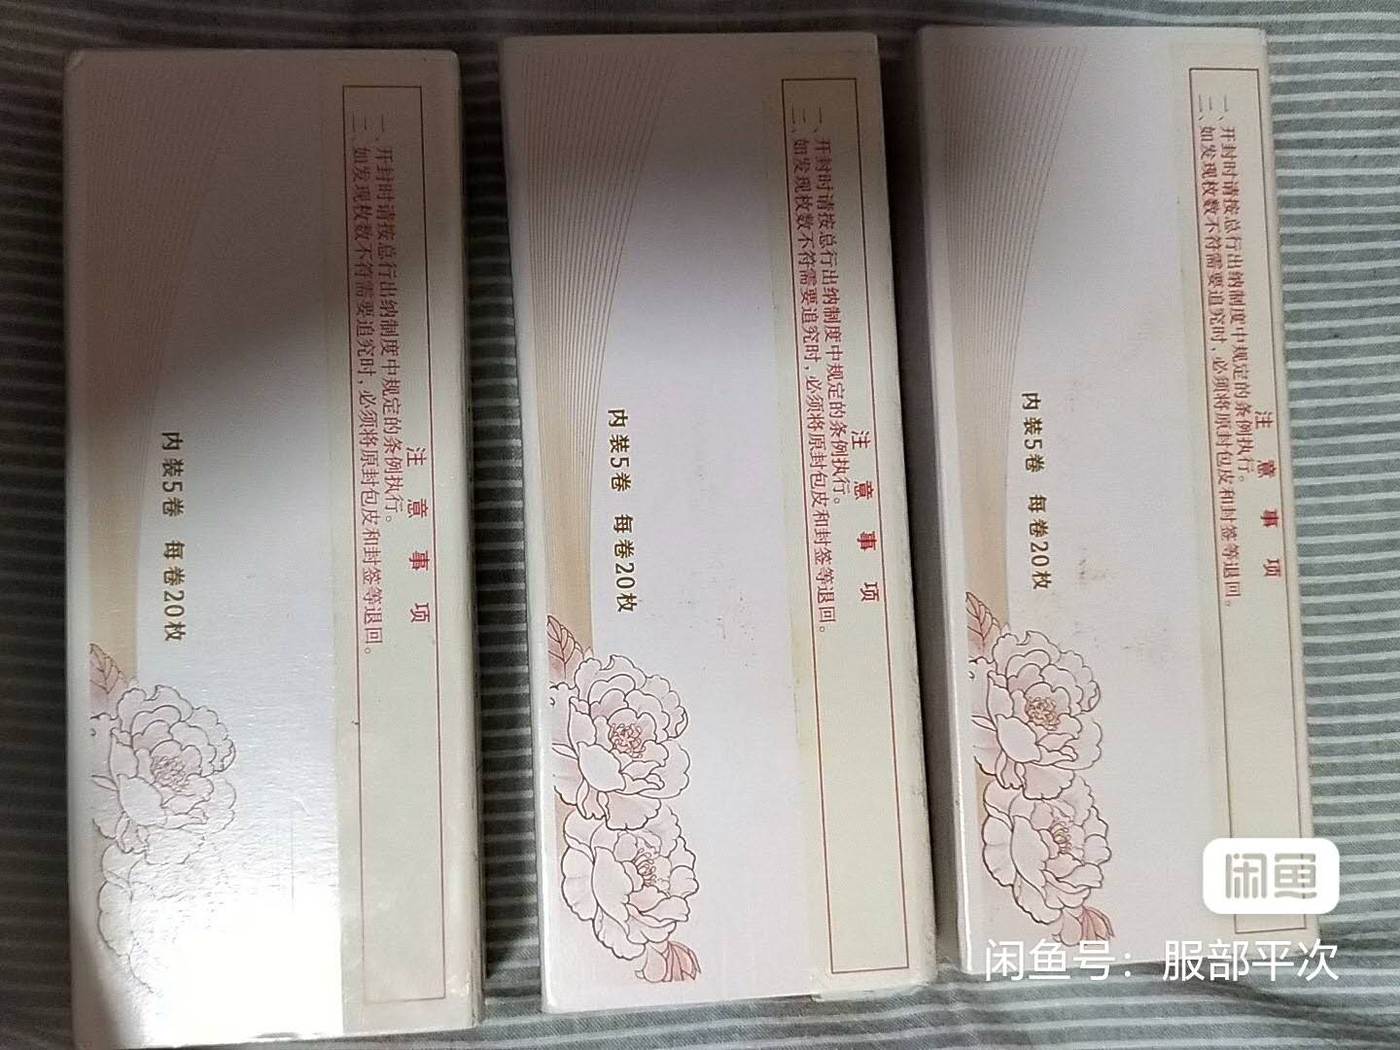 注意事项
一、开封时请按总行出纳制度中规定的条例执行。
二、如发现枚数不符需要追究时，必须将原封包皮和封签等退回。
内装5卷 每卷20枚
注意事项
一、开封时请按总行出纳制度中规定的条例执行。
二、如发现枚数不符需要追究时，必须将原封包皮和封签等退回。
内装5卷 每卷20枚
注意事项
一、开封时请按总行出纳制度中规定的条例执行。
二、如发现枚数不符需要追究时，必须将原封包皮和封签等退回。
内装5卷 每卷20枚
闲鱼
闲鱼号：服部平次